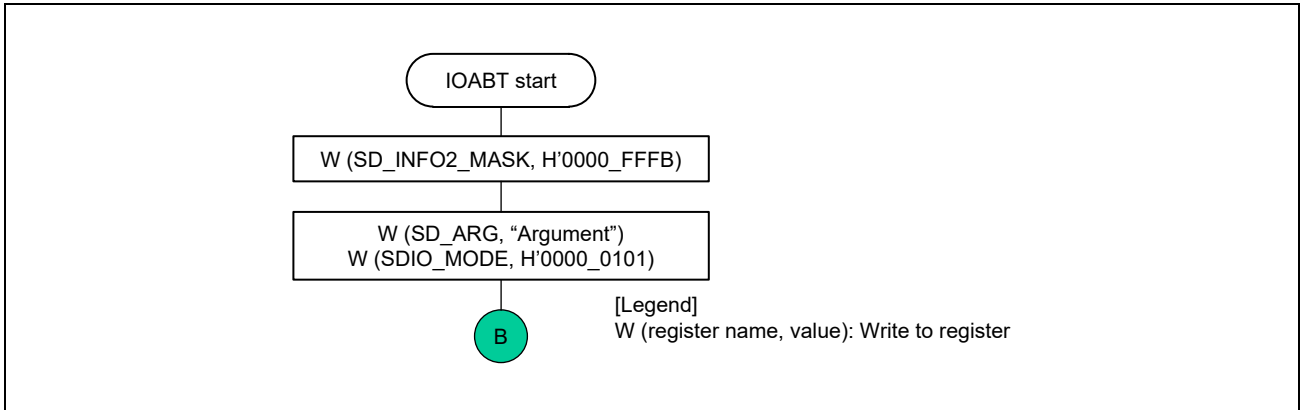 IOABT start
W (SD_INFO2_MASK, H'0000_FFFB)
W (SD_ARG, “Argument”)
W (SDIO_MODE, H'0000_0101)
[Legend]
W (register name, value): Write to register
B